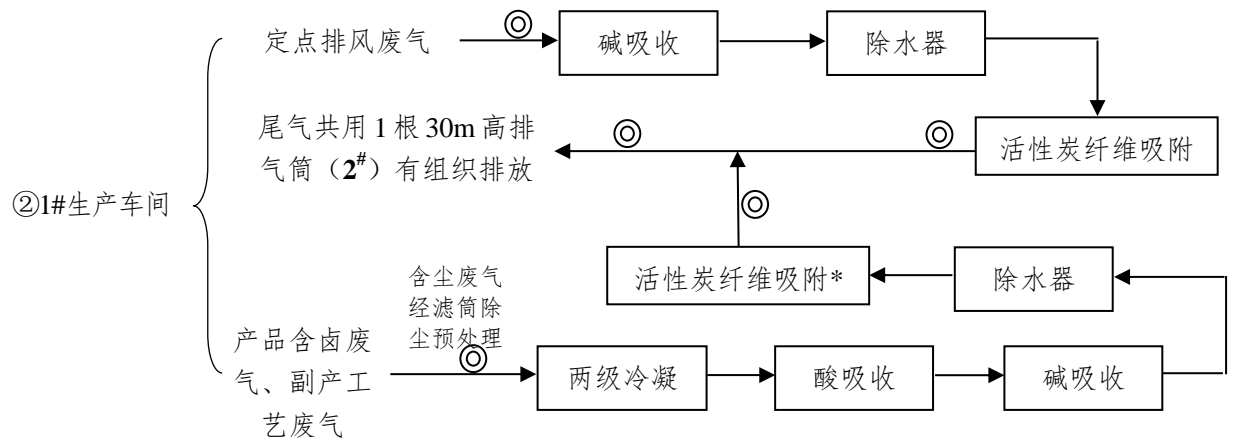 定点排风废气
碱吸收
除水器
尾气共用 1 根 30m 高排
气筒（2#）有组织排放
活性炭纤维吸附
②1#生产车间
含尘废气
经滤筒除
尘预处理
活性炭纤维吸附*
除水器
产品含卤废
气、副产工
艺废气
两级冷凝
酸吸收
碱吸收